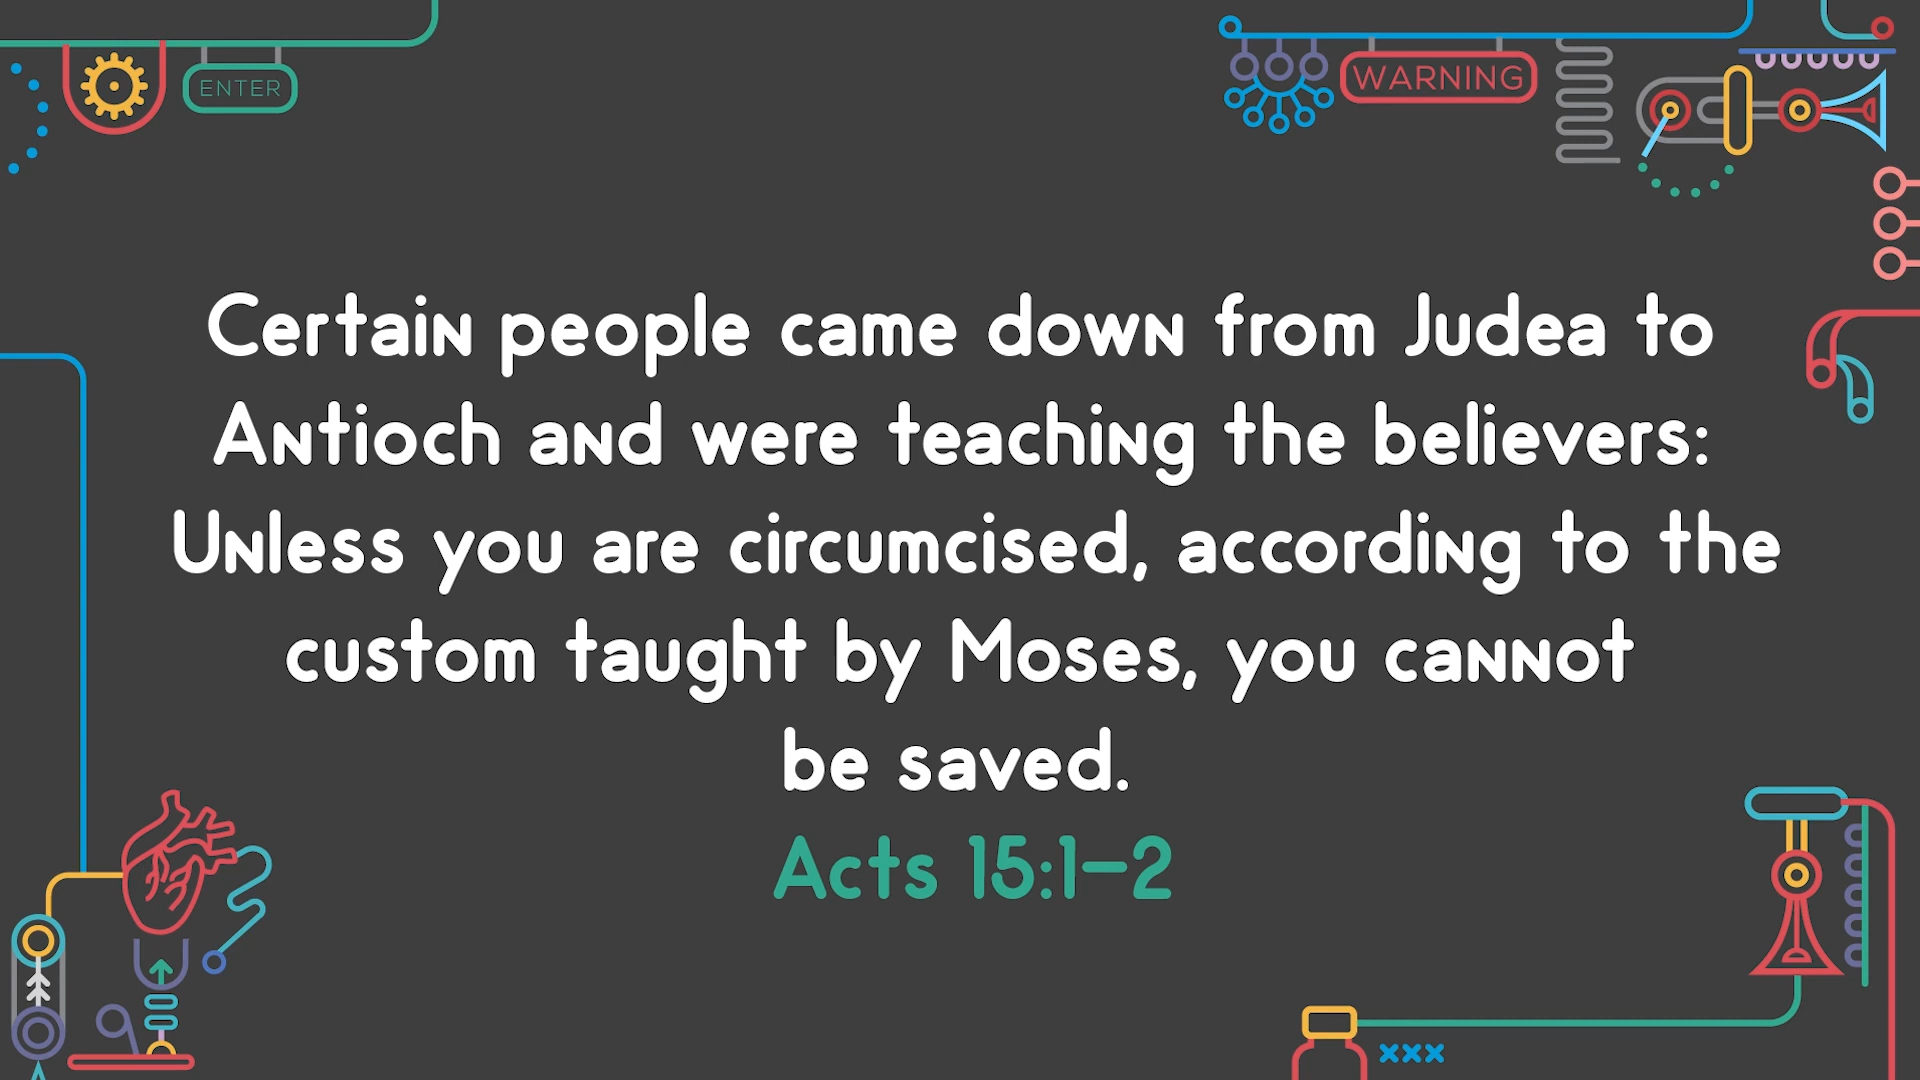 ENTER
WARNING
Certain people came down from Judea to
Antioch and were teaching the believers:
Unless you are circumcised, according to the
custom taught by Moses, you cannot
be saved.
Acts 15:1–2
xxx